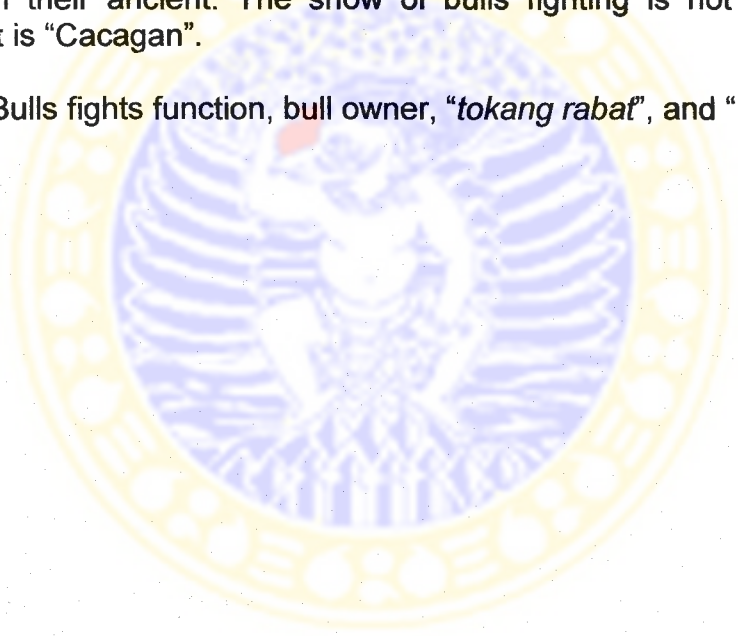 their ancient. The show of bulls fighting is not
is “Cacagan”.
Bulls fights function, bull owner, “tokang rabat”, and “